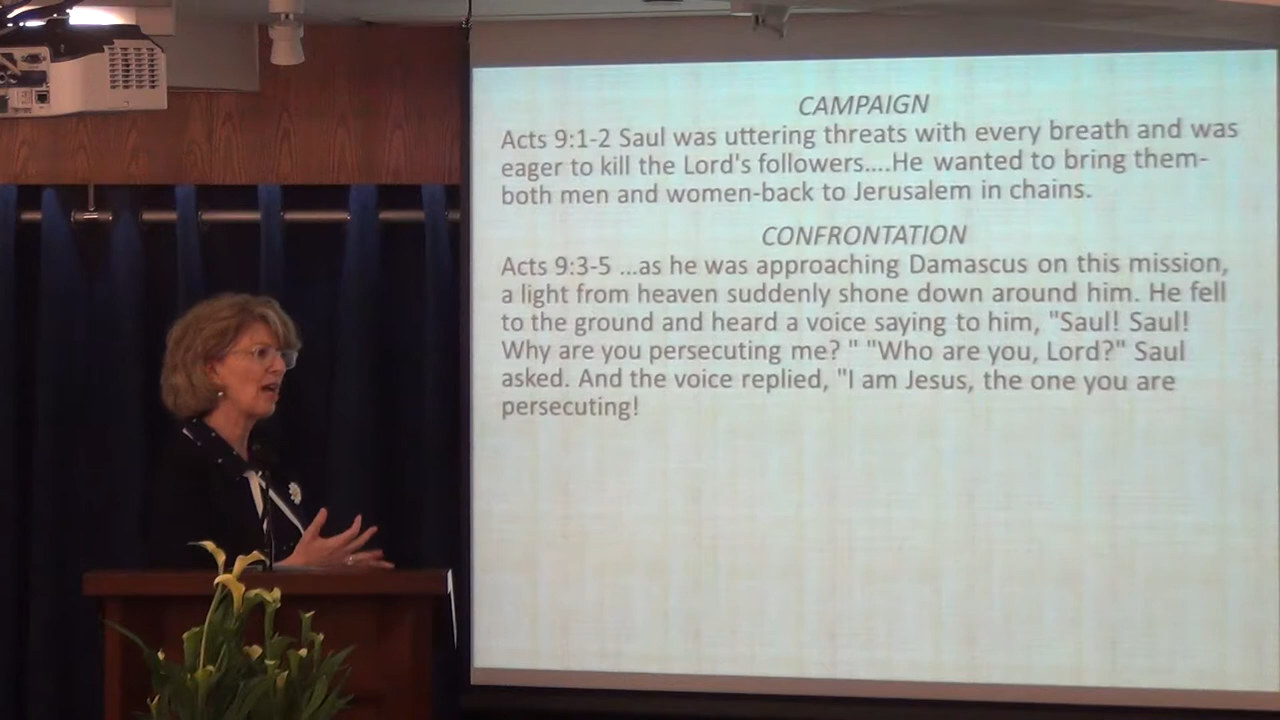 CAMPAIGN
Acts 9:1-2 Saul was uttering threats with every breath and was
eager to kill the Lord's followers....He wanted to bring them-
both men and women-back to Jerusalem in chains.
CONFRONTATION
Acts 9:3-5 ...as he was approaching Damascus on this mission,
a light from heaven suddenly shone down around him. He fell
to the ground and heard a voice saying to him, "Saul! Saul!
Why are you persecuting me? " "Who are you, Lord?" Saul
asked. And the voice replied, "I am Jesus, the one you are
persecuting!